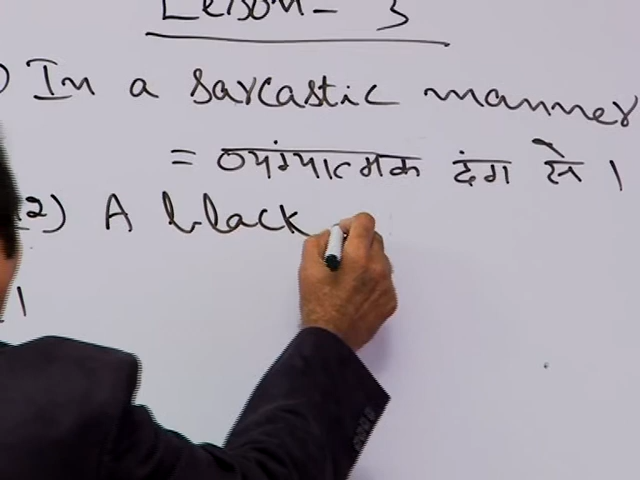 Lesson - 3
) In a sarcastic manner
= व्यंग्यात्मक ढंग से ।
(2) A black